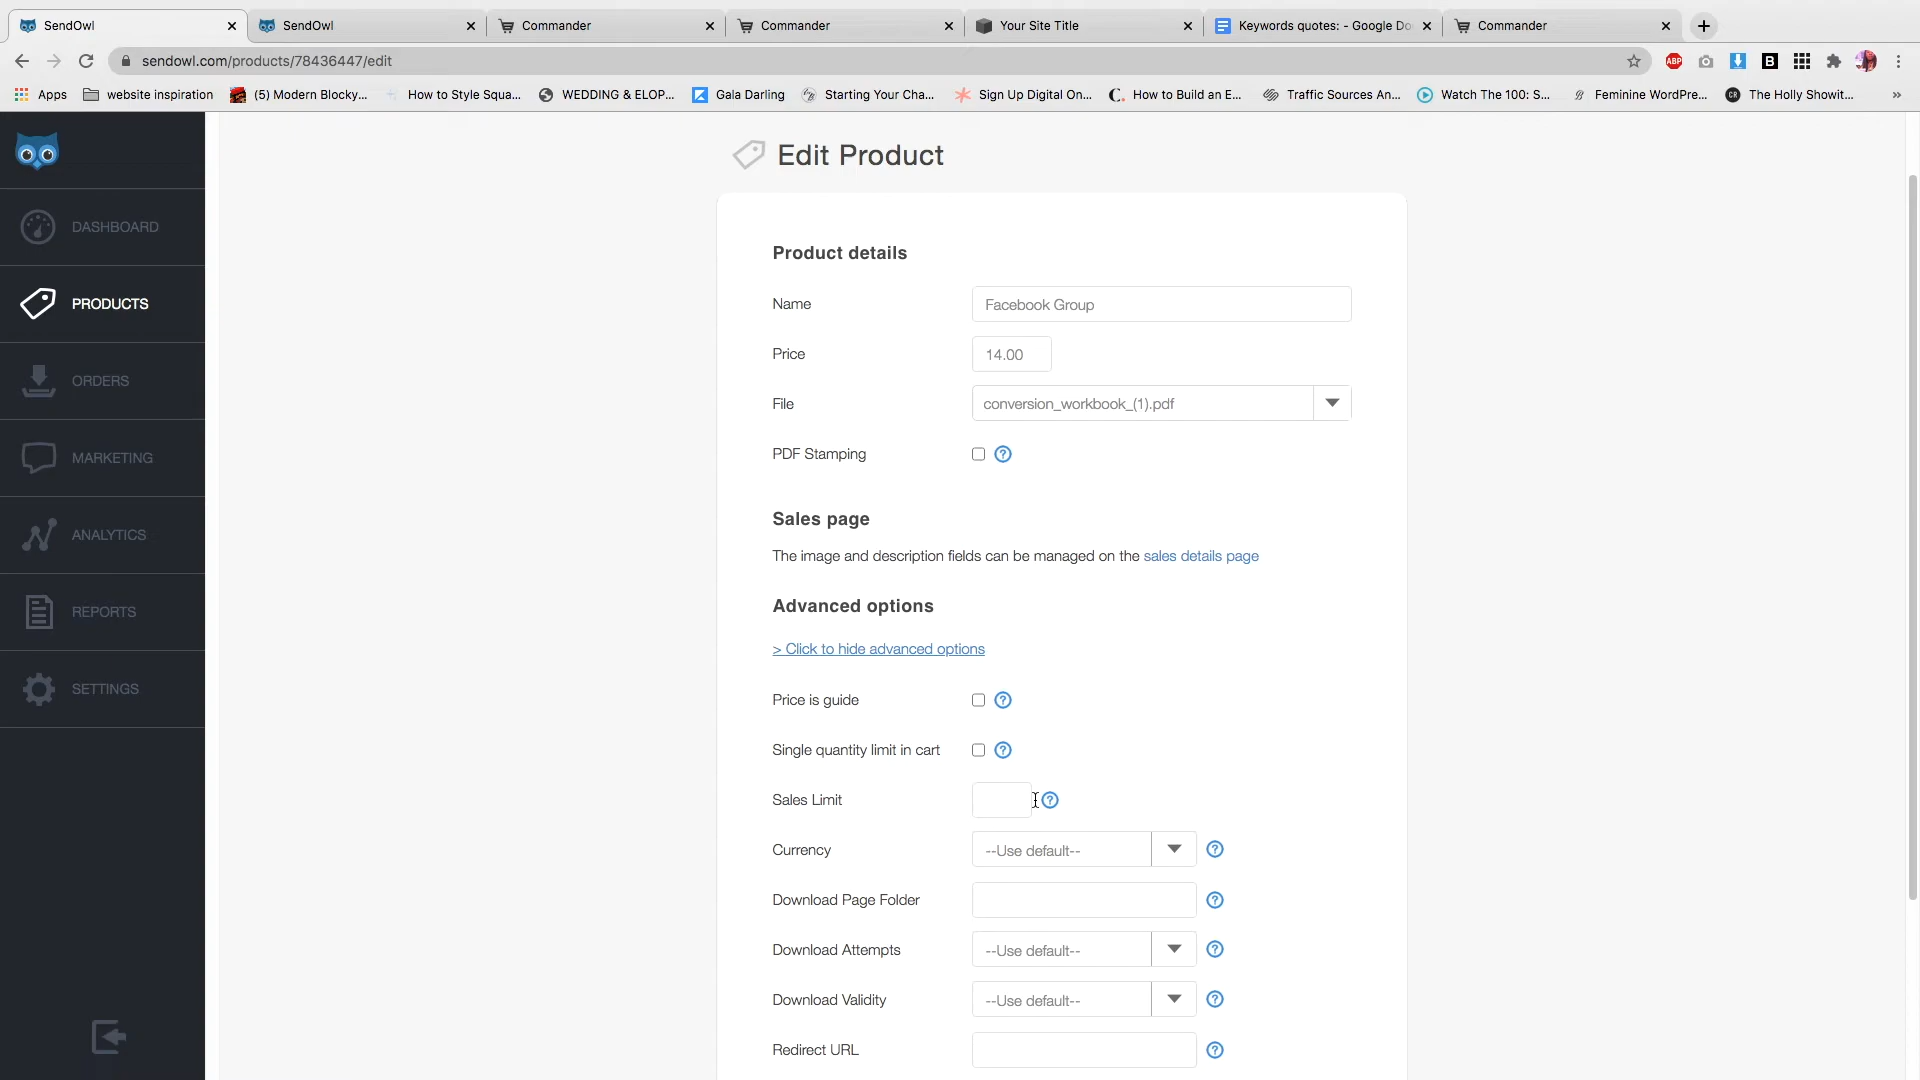 SendOwl
SendOwl
Commander
Commander
Your Site Title
Keywords quotes: - Google Do
Commander
sendowl.com/products/78436447/edit
ABP
B
Apps
website inspiration
(5) Modern Blocky...
How to Style Squa...
WEDDING & ELOP...
Gala Darling
Starting Your Cha...
Sign Up Digital On...
How to Build an E...
Traffic Sources An...
Watch The 100: S...
Feminine WordPre...
CR
The Holly Showit...
DASHBOARD
PRODUCTS
ORDERS
MARKETING
ANALYTICS
REPORTS
SETTINGS
Edit Product
Product details
Name
Facebook Group
Price
14.00
File
conversion_workbook_(1).pdf
PDF Stamping
Sales page
The image and description fields can be managed on the sales details page
Advanced options
> Click to hide advanced options
Price is guide
Single quantity limit in cart
Sales Limit
Currency
--Use default--
Download Page Folder
Download Attempts
--Use default--
Download Validity
--Use default--
Redirect URL